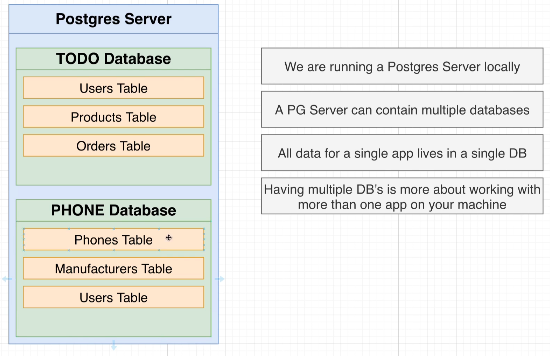 Postgres Server
TODO Database
Users Table
Products Table
Orders Table
PHONE Database
Phones Table
Manufacturers Table
Users Table
We are running a Postgres Server locally
A PG Server can contain multiple databases
All data for a single app lives in a single DB
Having multiple DB's is more about working with
more than one app on your machine